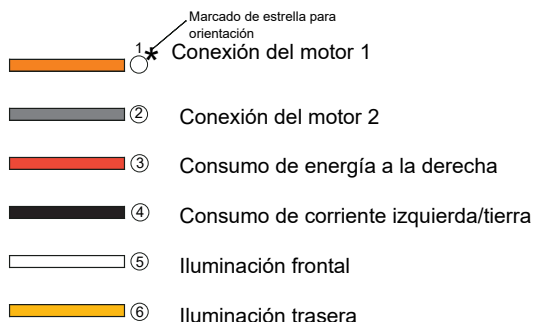 Marcado de estrella para
orientación
1 * Conexión del motor 1
② Conexión del motor 2
③ Consumo de energía a la derecha
④ Consumo de corriente izquierda/tierra
⑤ Iluminación frontal
⑥ Iluminación trasera